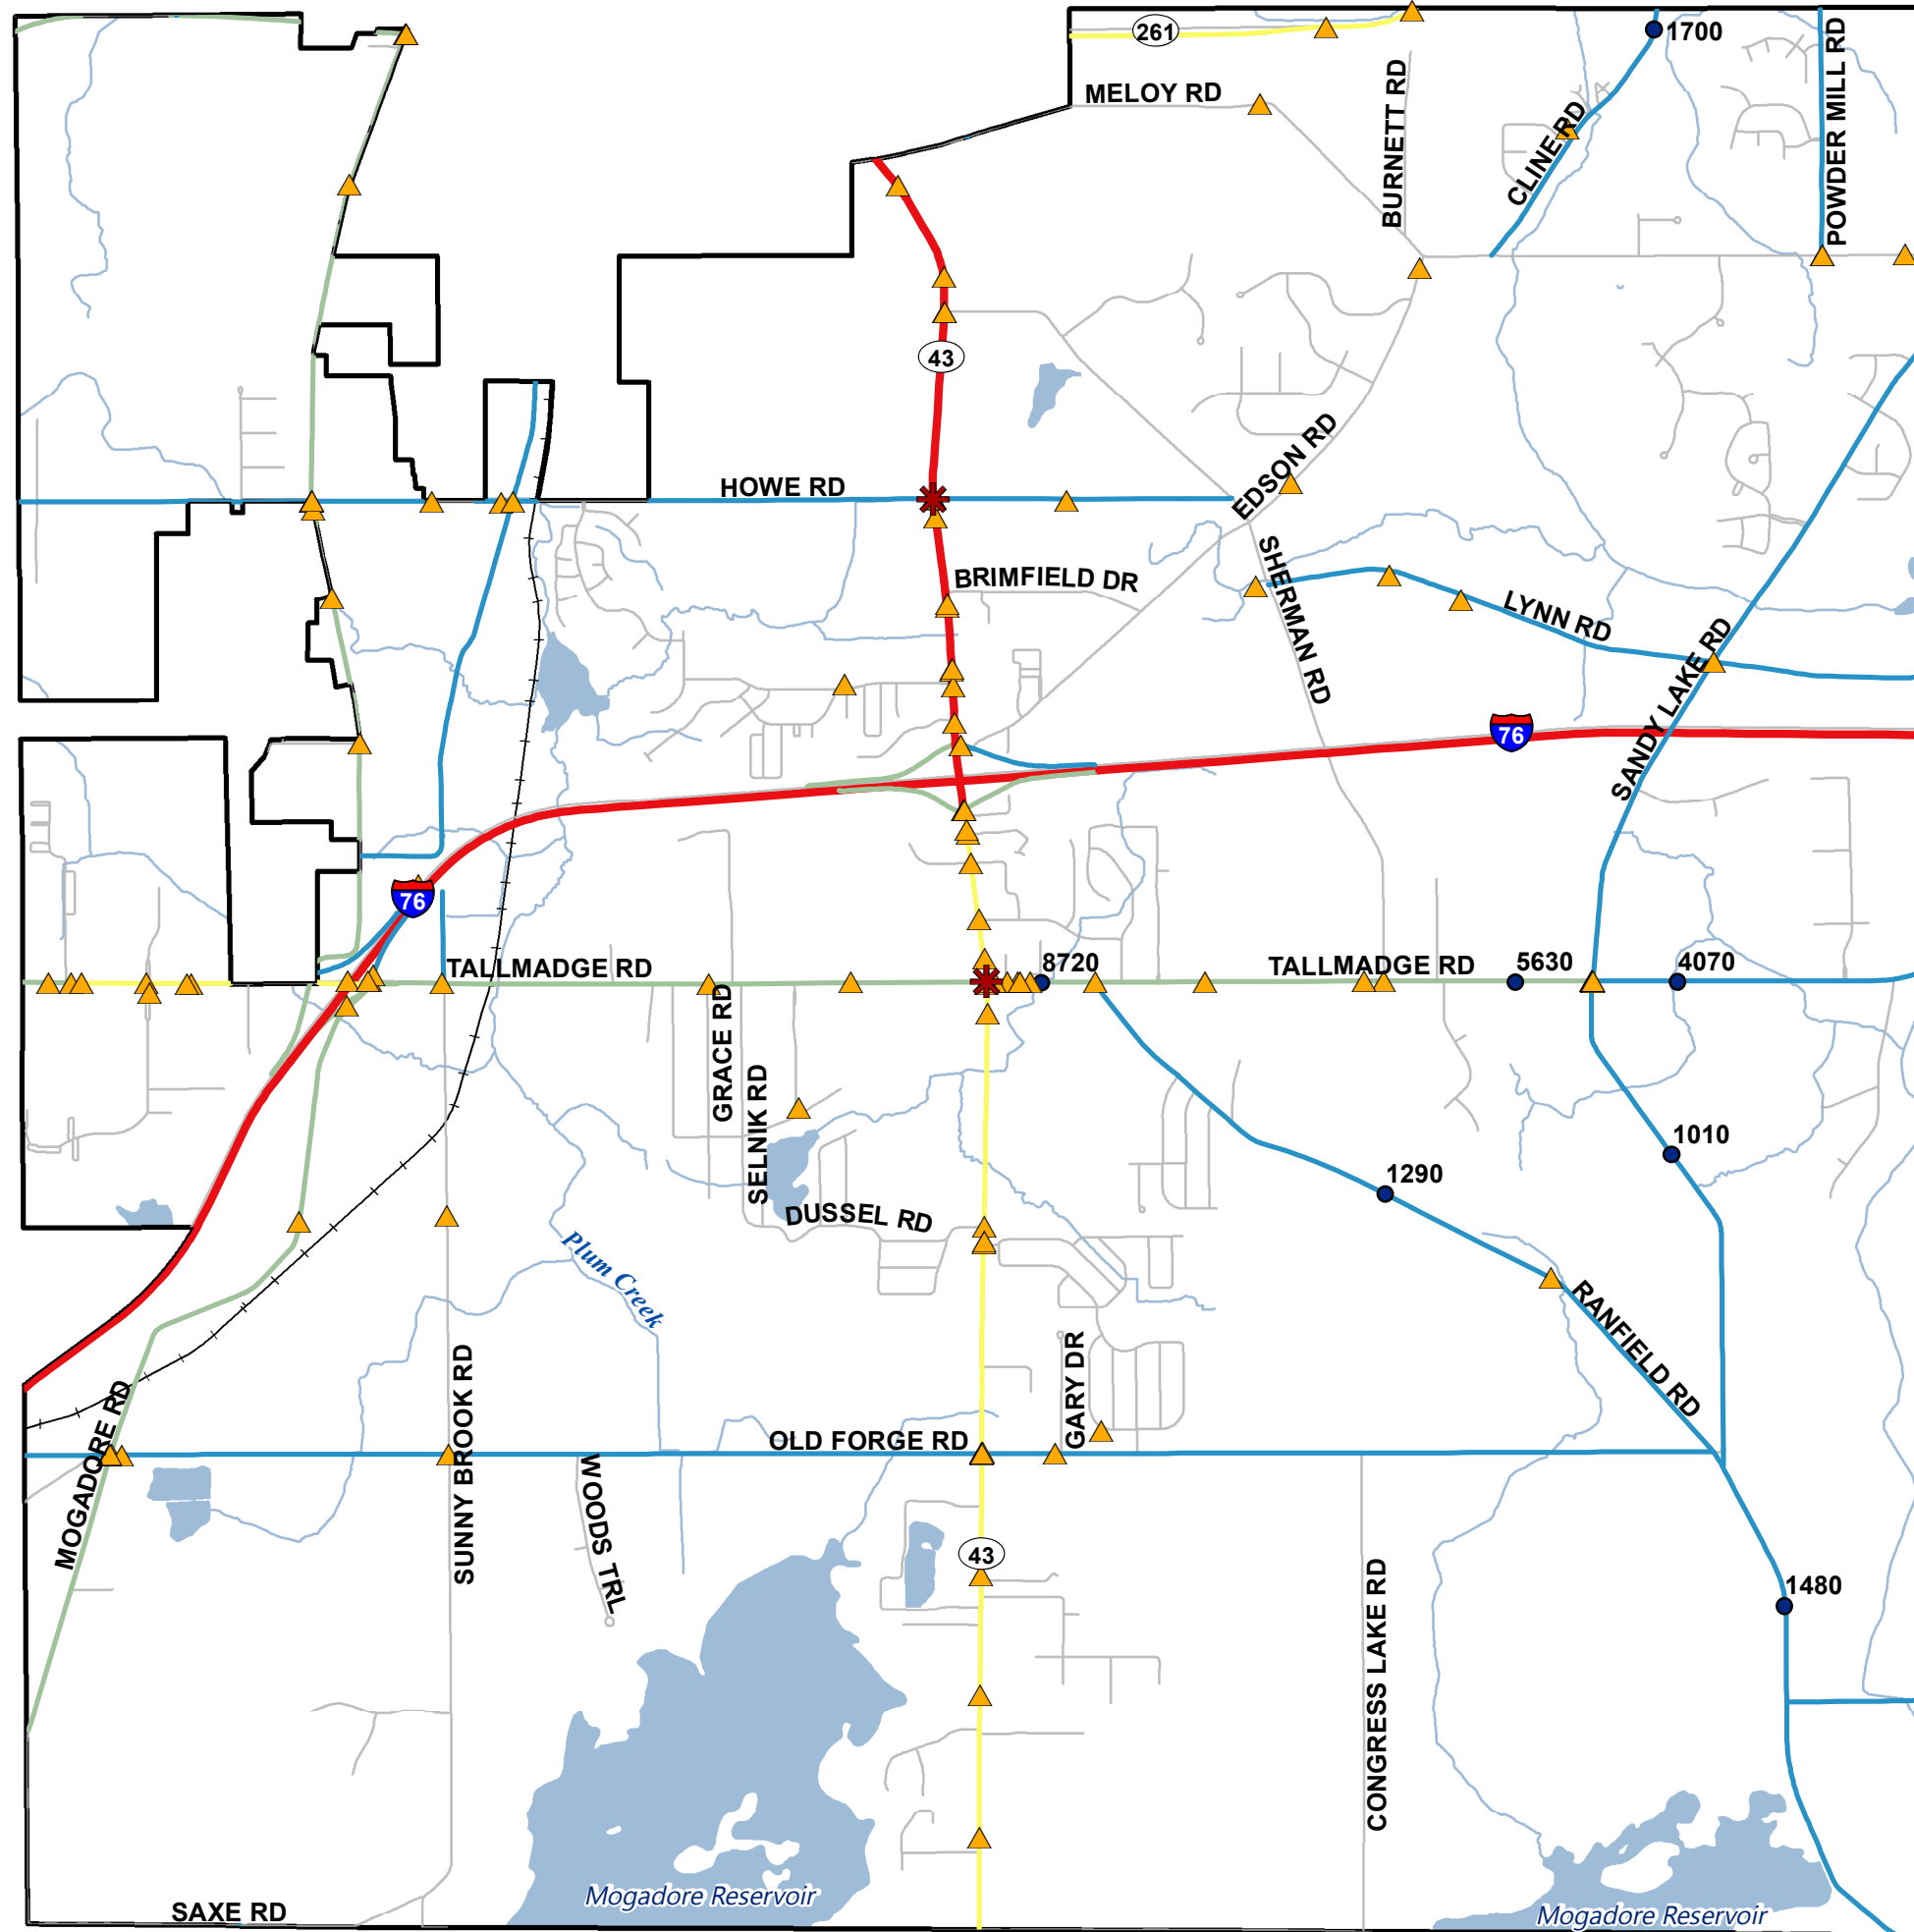 261
1700
MELOY RD
BURNETT RD
CLINE RD
POWDER MILL RD
43
HOWE RD
EDSON RD
BRIMFIELD DR
SHERMAN RD
LYNN RD
SANDY LAKE RD
76
76
TALLMADGE RD
8720
TALLMADGE RD
5630
4070
GRACE RD
SELNIK RD
1010
1290
DUSSEL RD
Plum Creek
RANFIELD RD
GARY DR
MOGADORE RD
SUNNY BROOK RD
OLD FORGE RD
WOODS TRL
43
CONGRESS LAKE RD
1480
Mogadore Reservoir
SAXE RD
Mogadore Reservoir